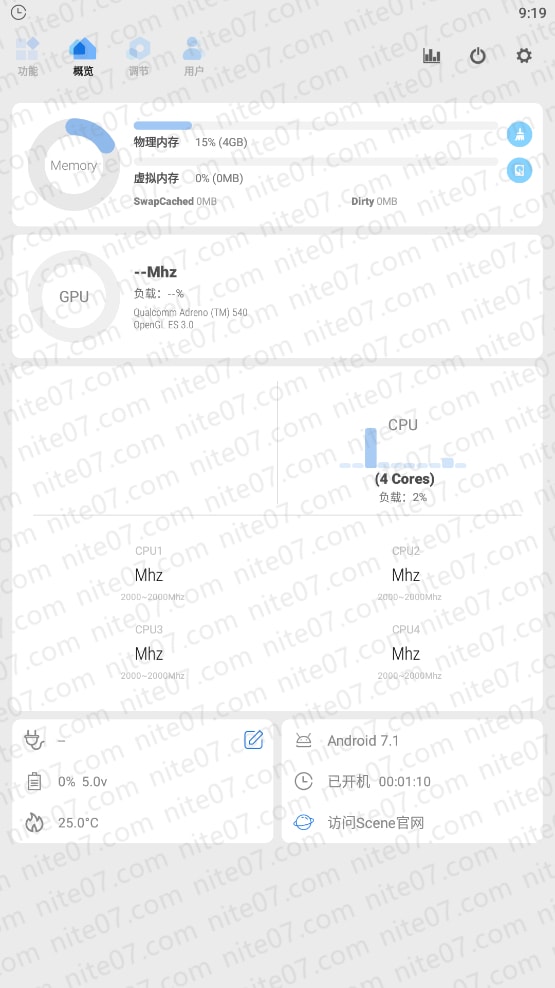 9:19
功能 概览 调节 用户
Memory
物理内存 15% (4GB)
虚拟内存 0% (0MB)
SwapCached 0MB Dirty 0MB
GPU
--Mhz
负载：--%
Qualcomm Adreno (TM) 540
OpenGL ES 3.0
CPU
(4 Cores)
负载：2%
CPU1 CPU2
Mhz Mhz
2000~2000Mhz 2000~2000Mhz
CPU3 CPU4
Mhz Mhz
2000~2000Mhz 2000~2000Mhz
–
0% 5.0v
25.0°C
Android 7.1
已开机 00:01:10
访问Scene官网
nite07.com